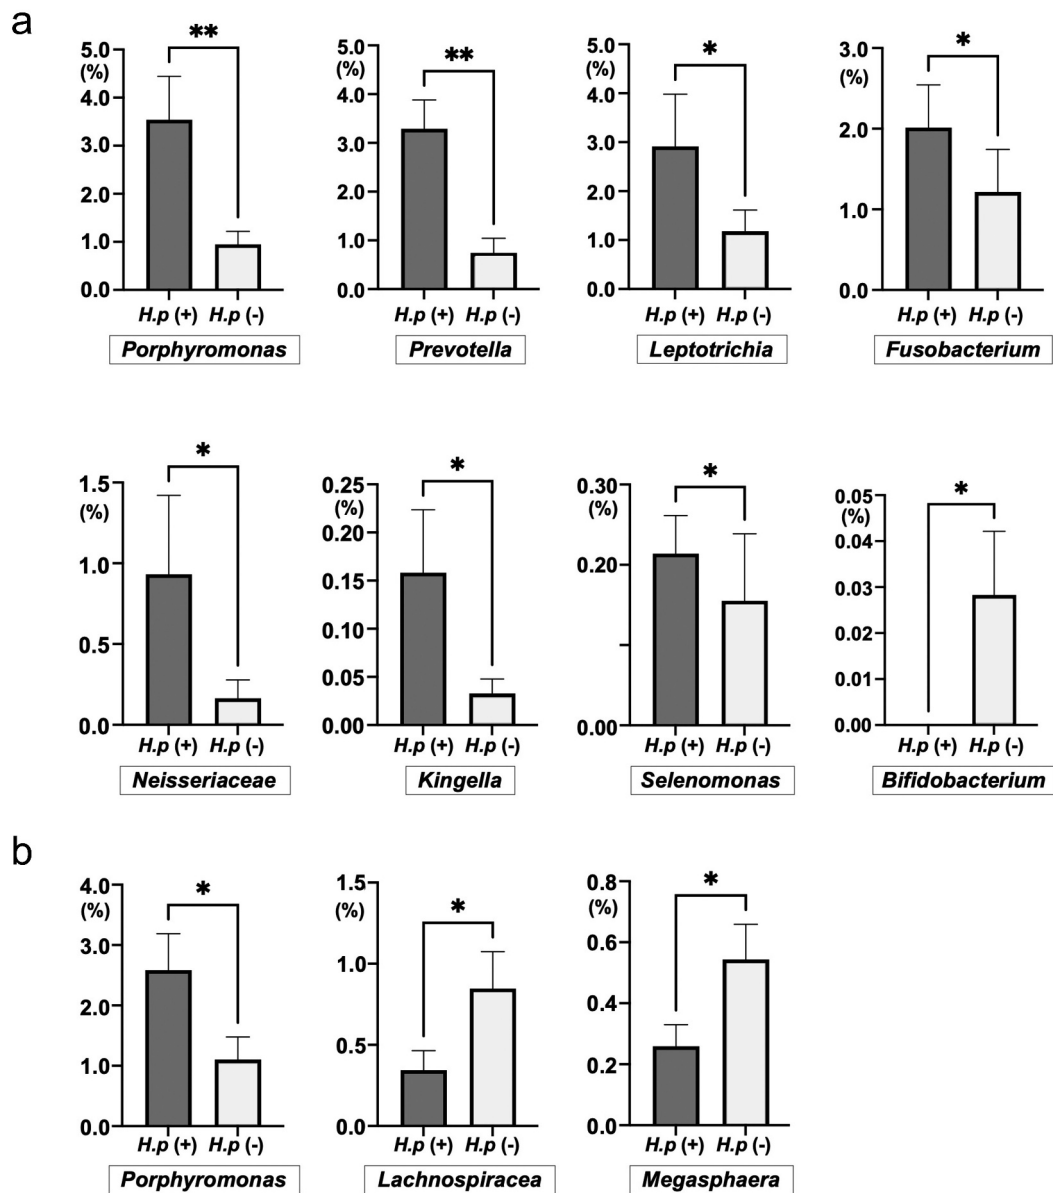 a
** ** * *
5.0 5.0 5.0 3.0
(%) (%) (%) (%)
4.0 4.0 4.0
3.0 3.0 3.0 2.0
2.0 2.0 2.0
1.0 1.0 1.0 1.0
0.0 0.0 0.0 0.0
H.p (+) H.p (-) H.p (+) H.p (-) H.p (+) H.p (-) H.p (+) H.p (-)
Porphyromonas Prevotella Leptotrichia Fusobacterium
* * * *
1.5 0.25 0.30 0.05
(%) (%) (%) (%)
0.20 0.04
1.0 0.15 0.20 0.03
0.5 0.10 0.02
0.05 0.01
0.0 0.00 0.00 0.00
H.p (+) H.p (-) H.p (+) H.p (-) H.p (+) H.p (-) H.p (+) H.p (-)
Neisseriaceae Kingella Selenomonas Bifidobacterium
b
* * *
4.0 1.5 0.8
(%) (%) (%)
3.0 1.0 0.6
2.0 0.4
1.0 0.5 0.2
0.0 0.0 0.0
H.p (+) H.p (-) H.p (+) H.p (-) H.p (+) H.p (-)
Porphyromonas Lachnospiracea Megasphaera